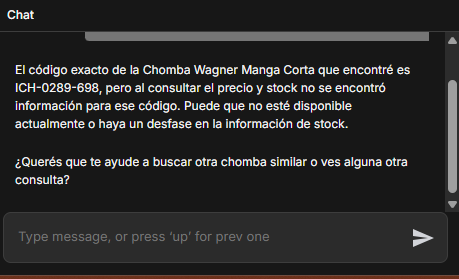 Chat
El código exacto de la Chomba Wagner Manga Corta que encontré es
ICH-0289-698, pero al consultar el precio y stock no se encontró
información para ese código. Puede que no esté disponible
actualmente o haya un desfase en la información de stock.
¿Querés que te ayude a buscar otra chomba similar o ves alguna otra
consulta?
Type message, or press 'up' for prev one